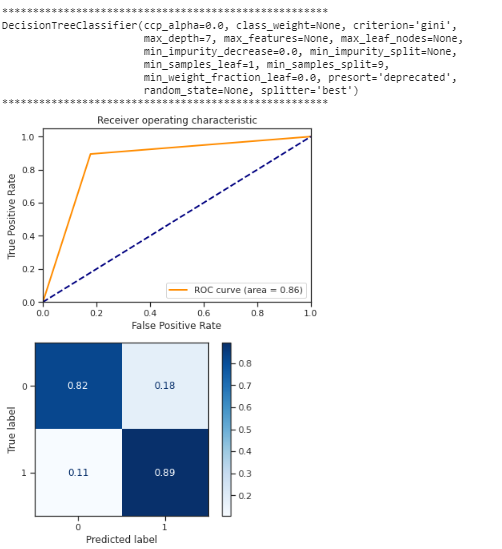 ****************************************************
DecisionTreeClassifier(ccp_alpha=0.0, class_weight=None, criterion='gini',
                       max_depth=7, max_features=None, max_leaf_nodes=None,
                       min_impurity_decrease=0.0, min_impurity_split=None,
                       min_samples_leaf=1, min_samples_split=9,
                       min_weight_fraction_leaf=0.0, presort='deprecated',
                       random_state=None, splitter='best')
****************************************************
Receiver operating characteristic
1.0
0.8
0.6
0.4
0.2
0.0
True Positive Rate
ROC curve (area = 0.86)
0.0 0.2 0.4 0.6 0.8 1.0
False Positive Rate
0 0.82 0.18
1 0.11 0.89
True label
0 1
Predicted label
0.8
0.7
0.6
0.5
0.4
0.3
0.2